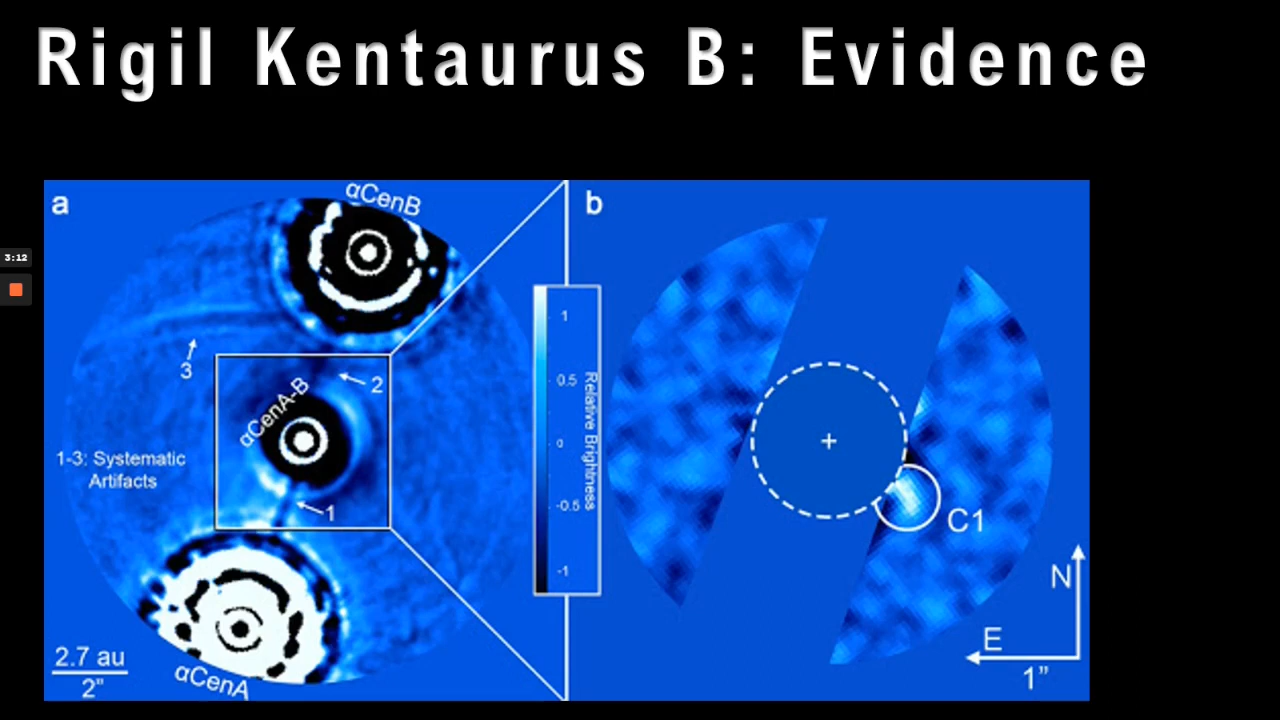 Rigil Kentaurus B: Evidence
3:12
a
αCenB
3
2
αCenA-B
1-3: Systematic
Artifacts
1
2.7 au
2”
αCenA
1
0.5
0
-0.5
-1
Relative Brightness
b
C1
N
E
1”